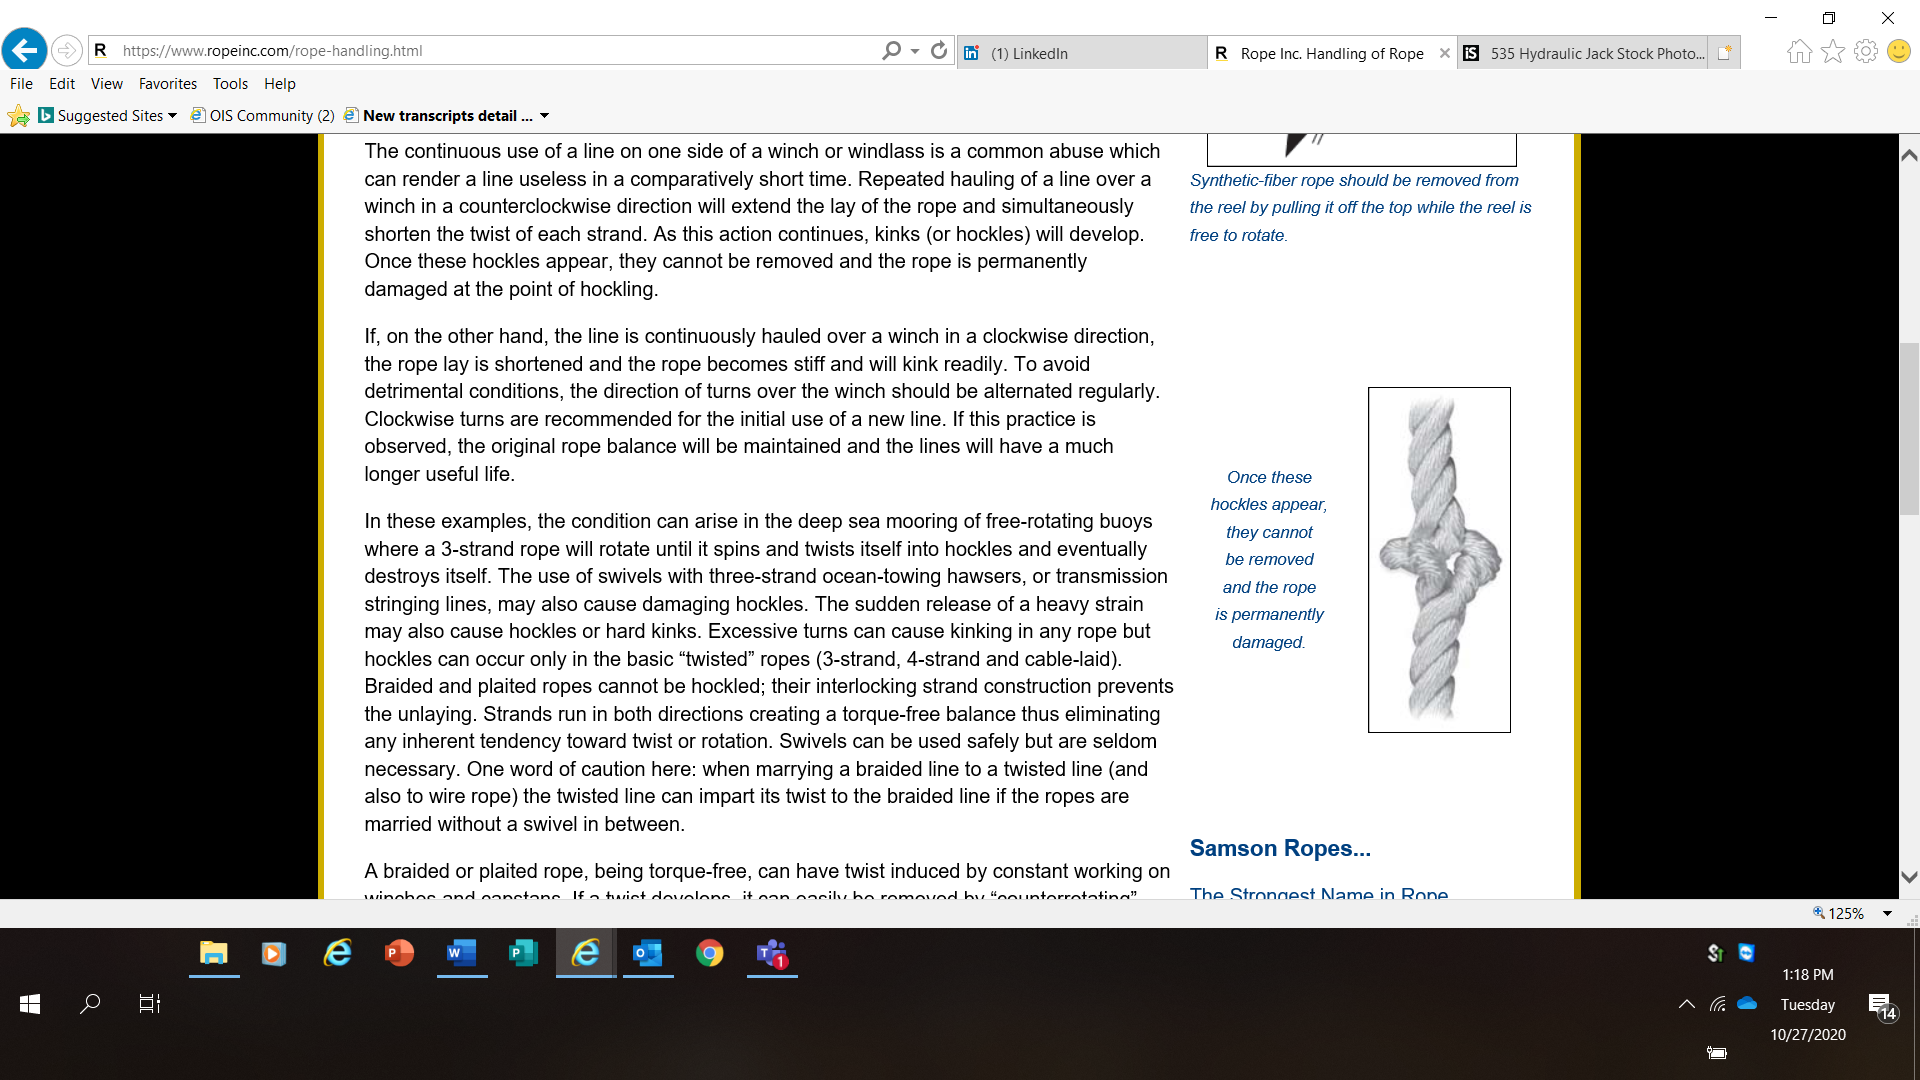 https://www.ropeinc.com/rope-handling.html
(1) LinkedIn
Rope Inc. Handling of Rope
535 Hydraulic Jack Stock Photo...
File Edit View Favorites Tools Help
Suggested Sites
OIS Community (2)
New transcripts detail ...
The continuous use of a line on one side of a winch or windlass is a common abuse which
can render a line useless in a comparatively short time. Repeated hauling of a line over a
winch in a counterclockwise direction will extend the lay of the rope and simultaneously
shorten the twist of each strand. As this action continues, kinks (or hockles) will develop.
Once these hockles appear, they cannot be removed and the rope is permanently
damaged at the point of hockling.
If, on the other hand, the line is continuously hauled over a winch in a clockwise direction,
the rope lay is shortened and the rope becomes stiff and will kink readily. To avoid
detrimental conditions, the direction of turns over the winch should be alternated regularly.
Clockwise turns are recommended for the initial use of a new line. If this practice is
observed, the original rope balance will be maintained and the lines will have a much
longer useful life.
In these examples, the condition can arise in the deep sea mooring of free-rotating buoys
where a 3-strand rope will rotate until it spins and twists itself into hockles and eventually
destroys itself. The use of swivels with three-strand ocean-towing hawsers, or transmission
stringing lines, may also cause damaging hockles. The sudden release of a heavy strain
may also cause hockles or hard kinks. Excessive turns can cause kinking in any rope but
hockles can occur only in the basic “twisted” ropes (3-strand, 4-strand and cable-laid).
Braided and plaited ropes cannot be hockled; their interlocking strand construction prevents
the unlaying. Strands run in both directions creating a torque-free balance thus eliminating
any inherent tendency toward twist or rotation. Swivels can be used safely but are seldom
necessary. One word of caution here: when marrying a braided line to a twisted line (and
also to wire rope) the twisted line can impart its twist to the braided line if the ropes are
married without a swivel in between.
A braided or plaited rope, being torque-free, can have twist induced by constant working on
winches and capstans. If a twist develops, it can easily be removed by “counterrotating”
Synthetic-fiber rope should be removed from
the reel by pulling it off the top while the reel is
free to rotate.
Once these
hockles appear,
they cannot
be removed
and the rope
is permanently
damaged.
Samson Ropes...
The Strongest Name in Rope
125%
1:18 PM
Tuesday
10/27/2020
14
1